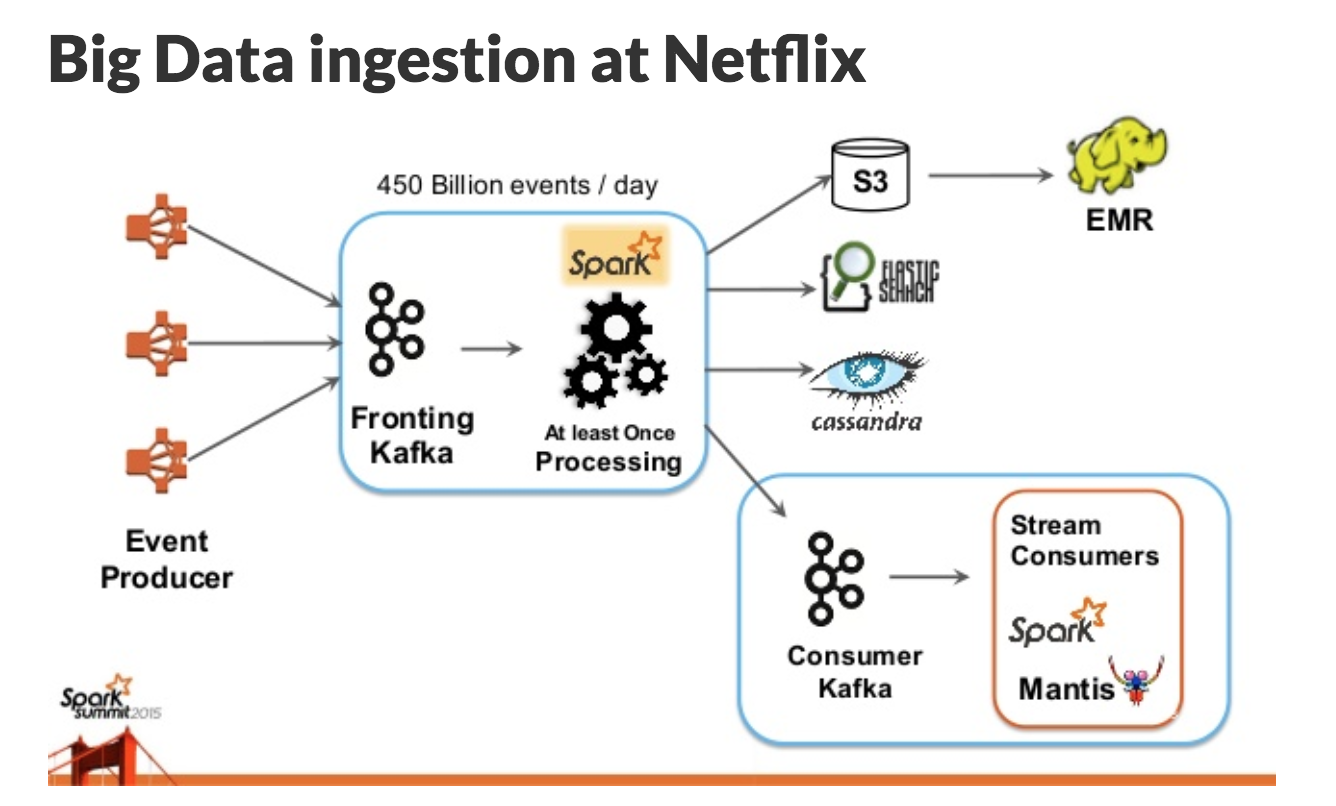 Big Data ingestion at Netflix
450 Billion events / day
Spark
Fronting
Kafka
At least Once
Processing
Event
Producer
S3
EMR
ELASTIC
SEARCH
cassandra
Consumer
Kafka
Stream
Consumers
Spark
Mantis
Spark
summit2015